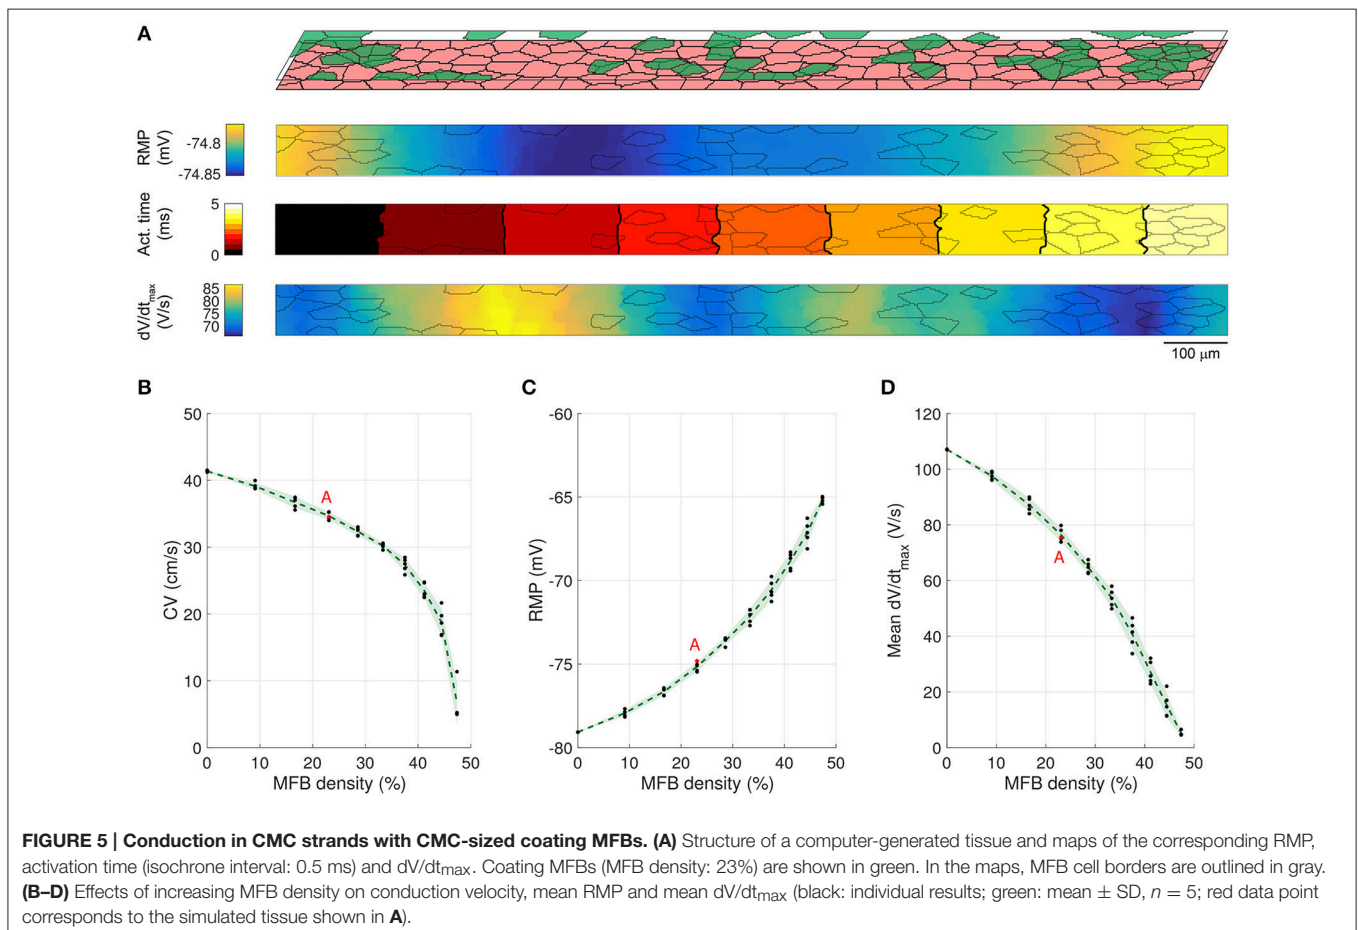 A
RMP
(mV)
-74.8
-74.85
Act. time
(ms)
5
0
dV/dtmax
(V/s)
85
80
75
70
100 μm
B
C
D
50
40
30
20
10
0
CV (cm/s)
A
0 10 20 30 40 50
MFB density (%)
-60
-65
-70
-75
-80
RMP (mV)
A
0 10 20 30 40 50
MFB density (%)
120
100
80
60
40
20
0
Mean dV/dtmax (V/s)
A
0 10 20 30 40 50
MFB density (%)
FIGURE 5 | Conduction in CMC strands with CMC-sized coating MFBs. (A) Structure of a computer-generated tissue and maps of the corresponding RMP,
activation time (isochrone interval: 0.5 ms) and dV/dtmax. Coating MFBs (MFB density: 23%) are shown in green. In the maps, MFB cell borders are outlined in gray.
(B–D) Effects of increasing MFB density on conduction velocity, mean RMP and mean dV/dtmax (black: individual results; green: mean ± SD, n = 5; red data point
corresponds to the simulated tissue shown in A).